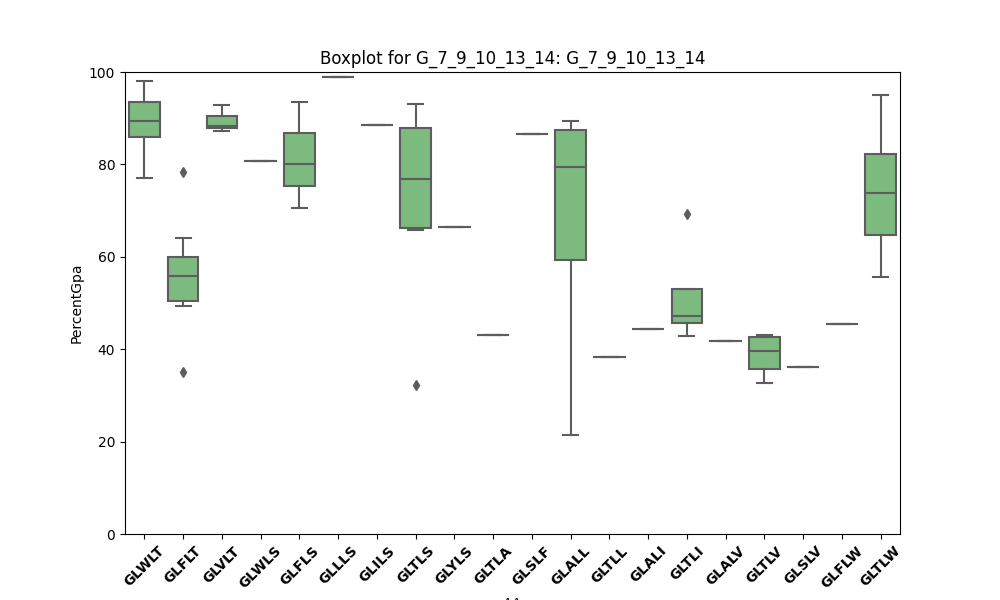 Boxplot for G_7_9_10_13_14: G_7_9_10_13_14
100
80
60
40
20
0
PercentGpa
GLWLT
GLFLT
GLVLT
GLWLS
GLFLS
GLLLS
GLILS
GLTLS
GLYLS
GLTLA
GLSLF
GLALL
GLTLL
GLALI
GLTLI
GLALV
GLTLV
GLSLV
GLFLW
GLTLW